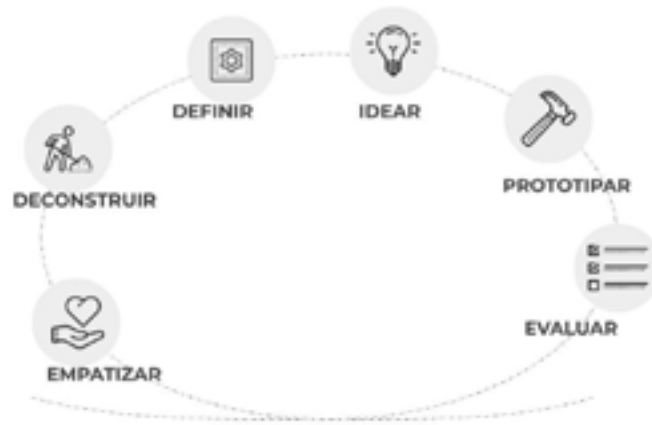 DEFINIR
IDEAR
DECONSTRUIR
PROTOTIPAR
EVALUAR
EMPATIZAR